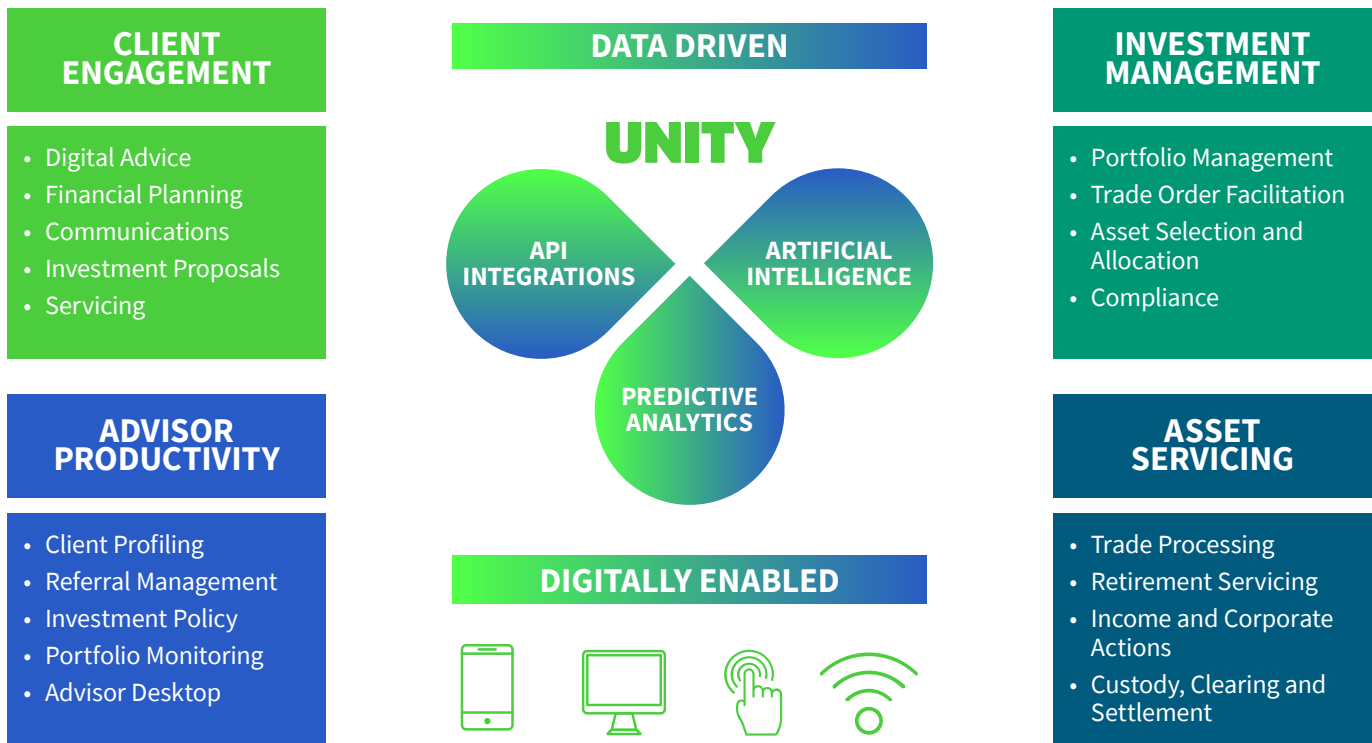 CLIENT
ENGAGEMENT
• Digital Advice
• Financial Planning
• Communications
• Investment Proposals
• Servicing
ADVISOR
PRODUCTIVITY
• Client Profiling
• Referral Management
• Investment Policy
• Portfolio Monitoring
• Advisor Desktop
DATA DRIVEN
UNITY
API
INTEGRATIONS
ARTIFICIAL
INTELLIGENCE
PREDICTIVE
ANALYTICS
DIGITALLY ENABLED
INVESTMENT
MANAGEMENT
• Portfolio Management
• Trade Order Facilitation
• Asset Selection and
Allocation
• Compliance
ASSET
SERVICING
• Trade Processing
• Retirement Servicing
• Income and Corporate
Actions
• Custody, Clearing and
Settlement